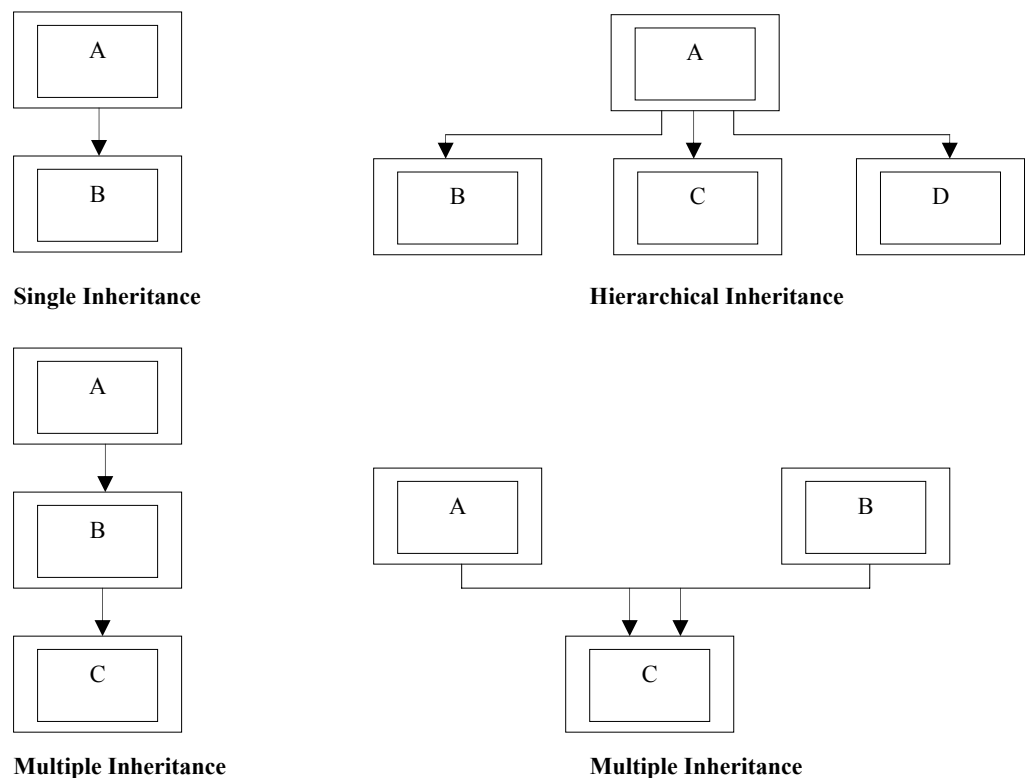 A
B
Single Inheritance
A
B C D
Hierarchical Inheritance
A
B
C
Multiple Inheritance
A B
C
Multiple Inheritance